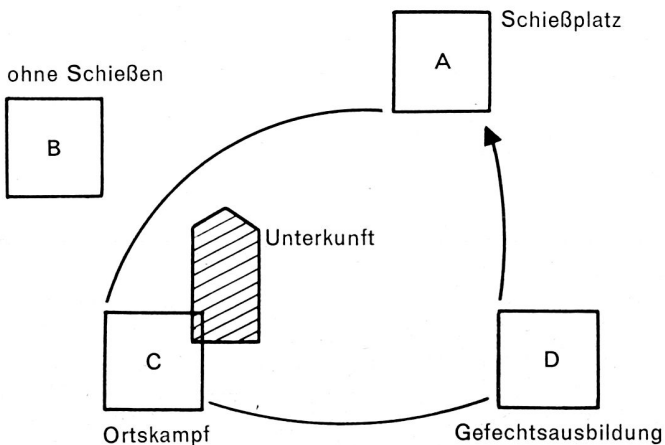 Schießplatz
A
ohne Schießen
B
Unterkunft
C
D
Ortskampf
Gefechtsausbildung